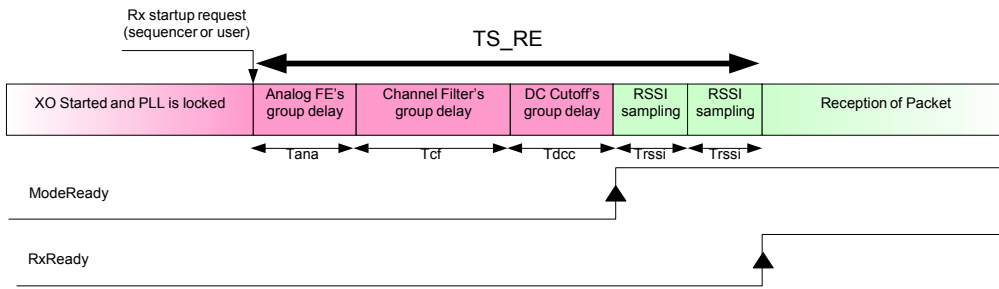 Rx startup request
(sequencer or user)
TS_RE
XO Started and PLL is locked
Analog FE's
group delay
Channel Filter's
group delay
DC Cutoff's
group delay
RSSI
sampling
RSSI
sampling
Reception of Packet
Tana
Tcf
Tdcc
Trssi
Trssi
ModeReady
RxReady